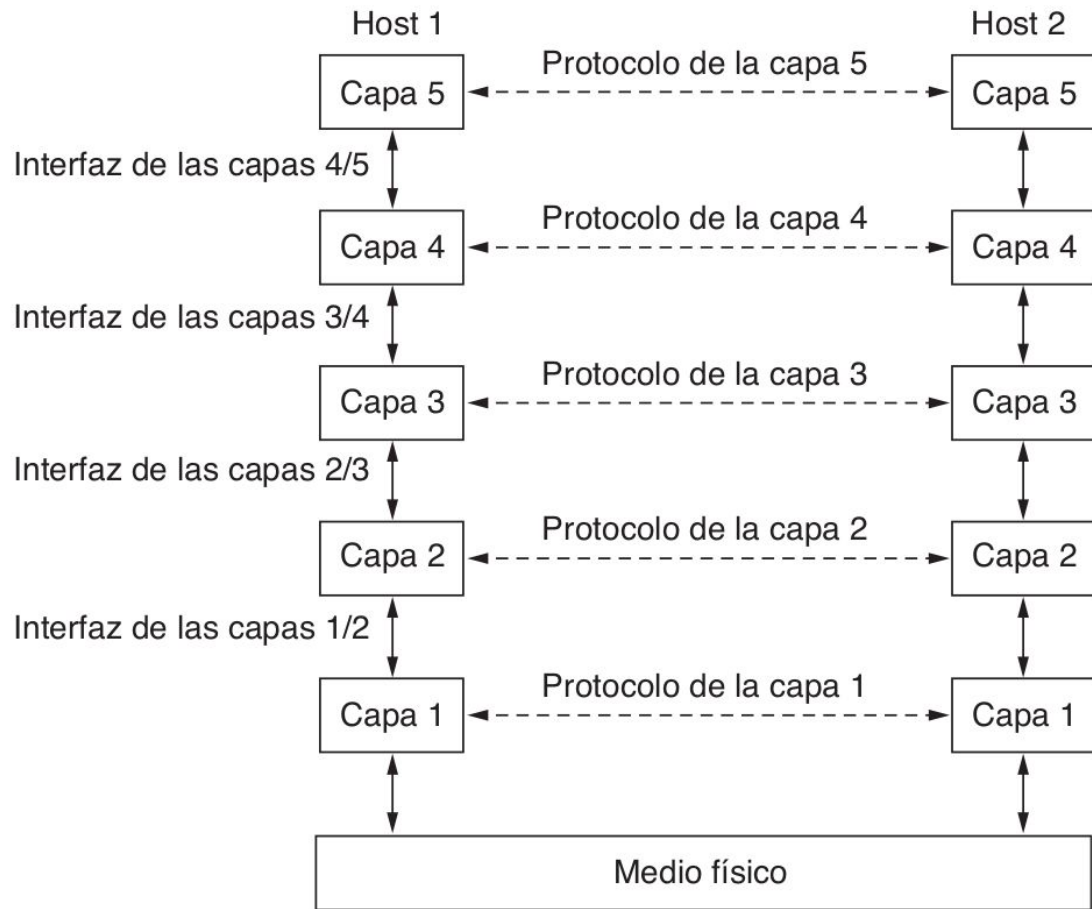 Host 1
Host 2
Capa 5
Protocolo de la capa 5
Capa 5
Interfaz de las capas 4/5
Capa 4
Protocolo de la capa 4
Capa 4
Interfaz de las capas 3/4
Capa 3
Protocolo de la capa 3
Capa 3
Interfaz de las capas 2/3
Capa 2
Protocolo de la capa 2
Capa 2
Interfaz de las capas 1/2
Capa 1
Protocolo de la capa 1
Capa 1
Medio físico